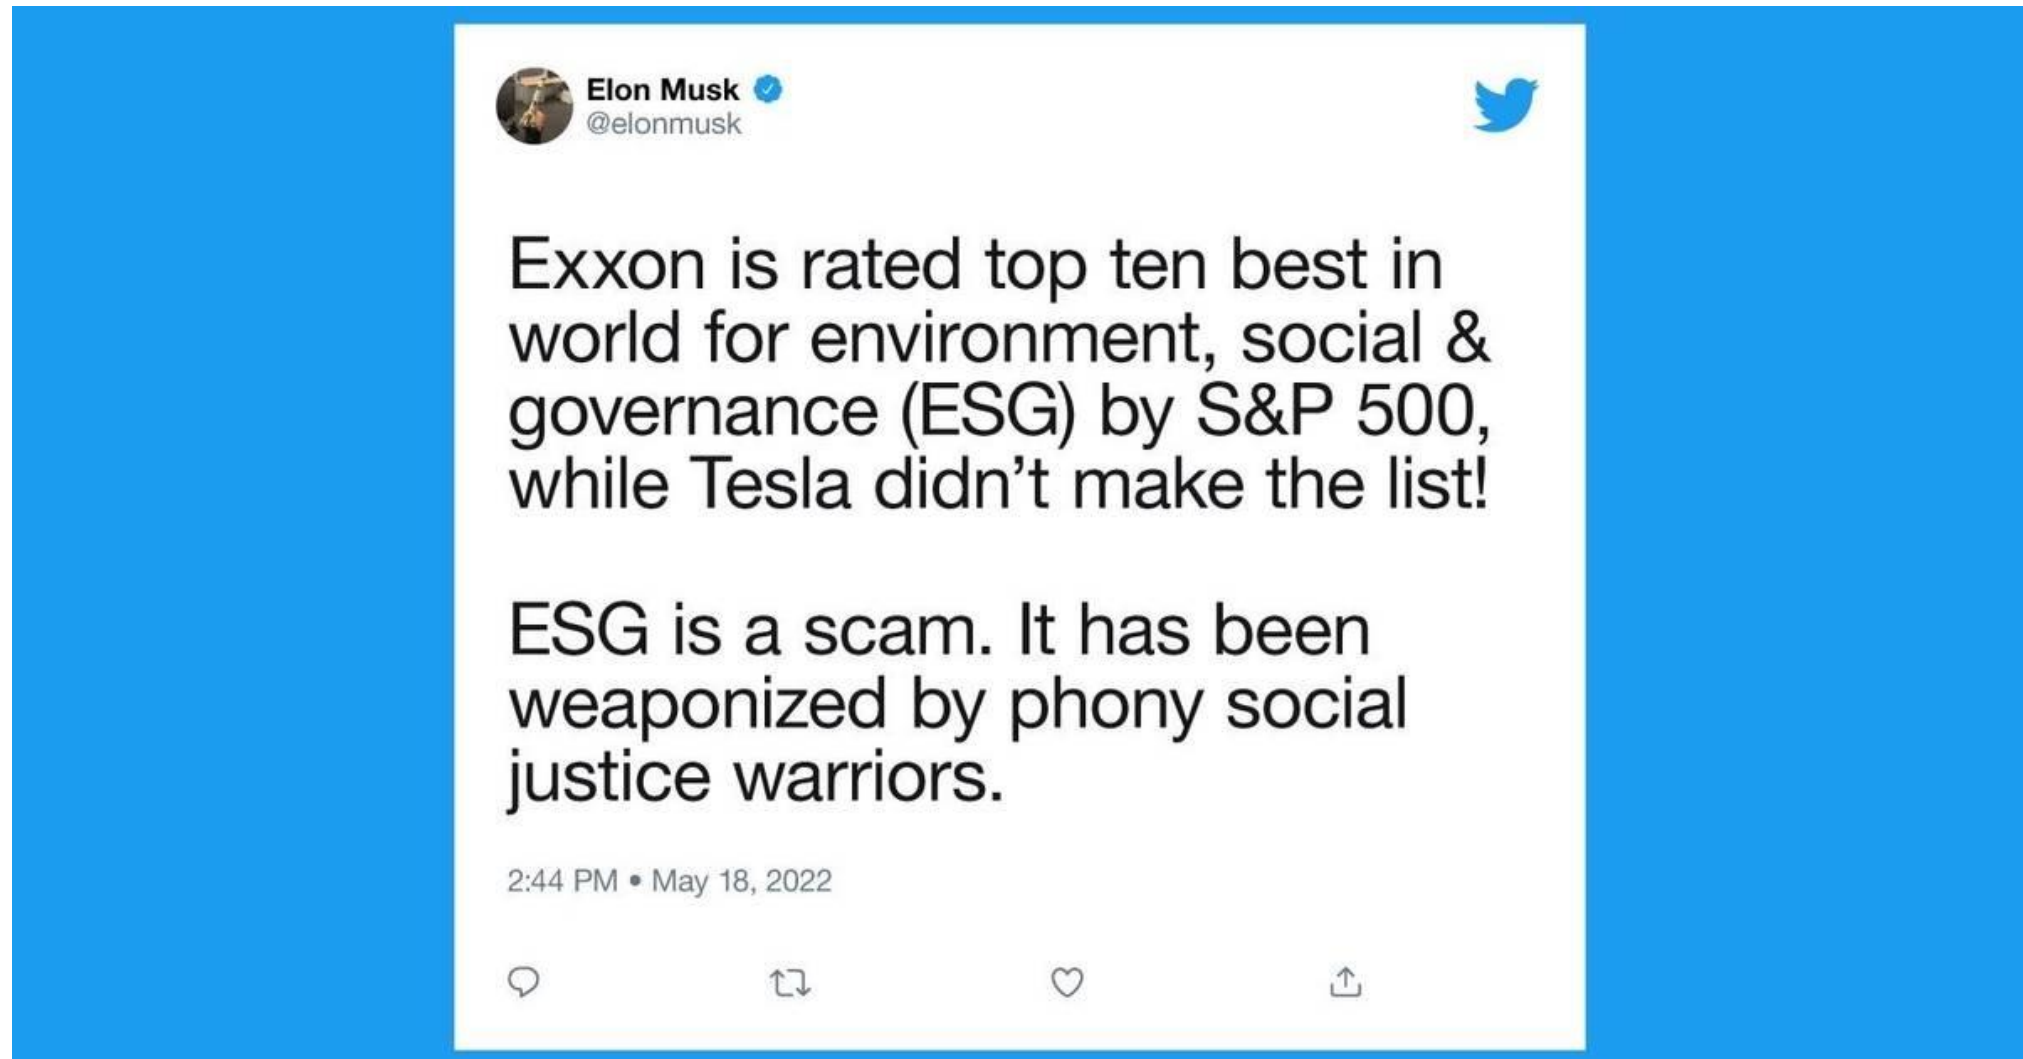 Elon Musk
@elonmusk
Exxon is rated top ten best in
world for environment, social &
governance (ESG) by S&P 500,
while Tesla didn’t make the list!
ESG is a scam. It has been
weaponized by phony social
justice warriors.
2:44 PM • May 18, 2022